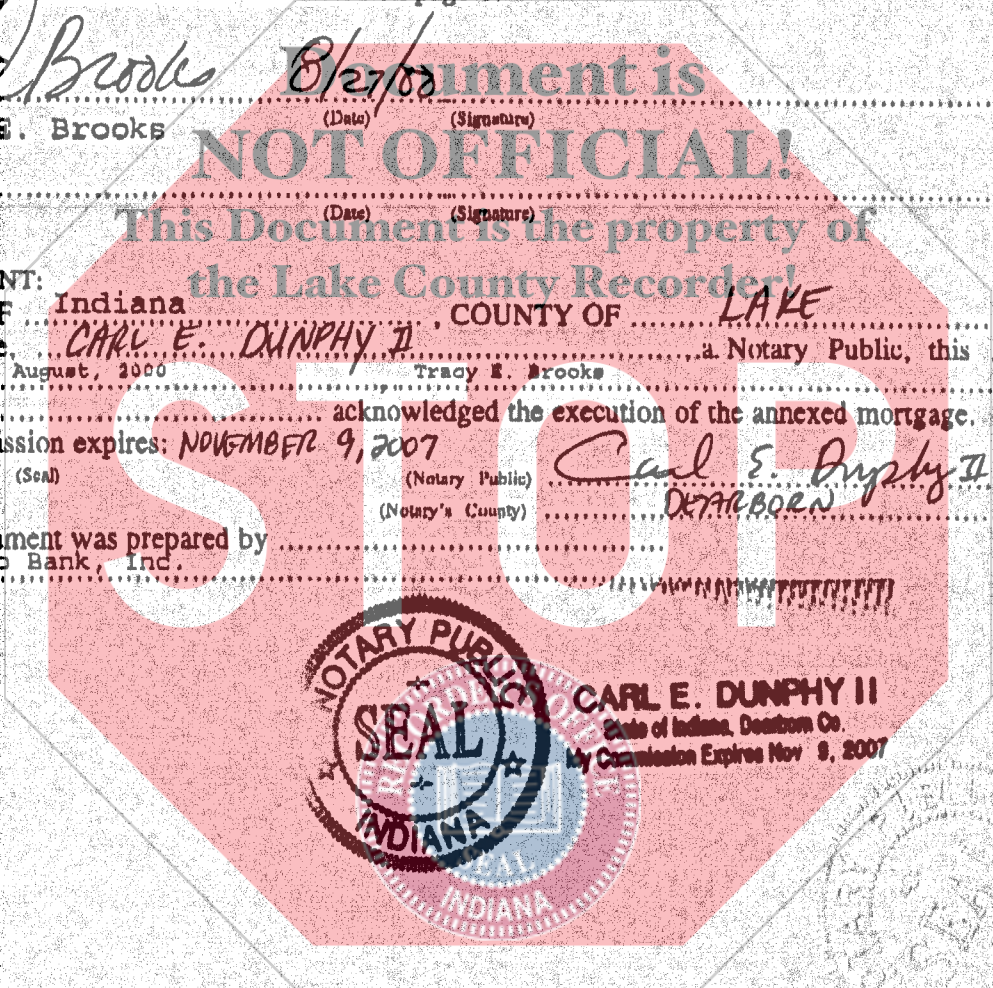 Brooks 8/27/00
Document is
E. Brooks (Date) (Signature)
NOT OFFICIAL!
(Date) (Signature)
This Document is the property of
the Lake County Recorder!
NT:
F Indiana , COUNTY OF LAKE
CARL E. DUNPHY II a Notary Public, this
August, 2000 Tracy E. Brooks
acknowledged the execution of the annexed mortgage.
ssion expires: NOVEMBER 9, 2007
(Seal) (Notary Public) Carl E. Dunphy II
(Notary's County) DEARBORN
ment was prepared by
o Bank, Inc.
STOP
NOTARY PUBLIC
SEAL
INDIANA
CARL E. DUNPHY II
State of Indiana, Dearborn Co.
My Commission Expires Nov 9, 2007
RECORDER'S OFFICE
SEAL
INDIANA